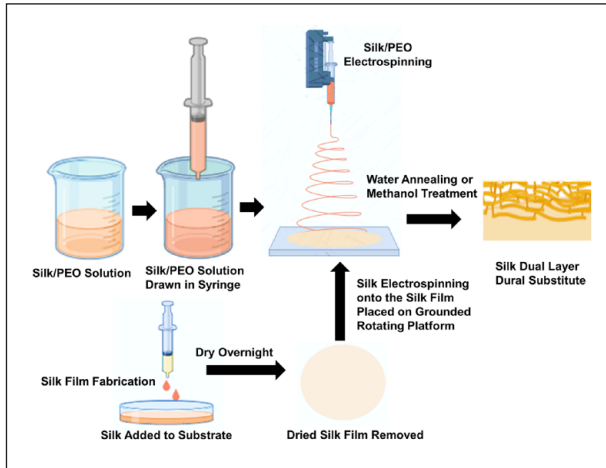 Silk/PEO
Electrospinning
Water Annealing or
Methanol Treatment
Silk/PEO Solution
Silk/PEO Solution
Drawn in Syringe
Silk Dual Layer
Dural Substitute
Silk Electrospinning
onto the Silk Film
Placed on Grounded
Rotating Platform
Dry Overnight
Silk Film Fabrication
Silk Added to Substrate
Dried Silk Film Removed